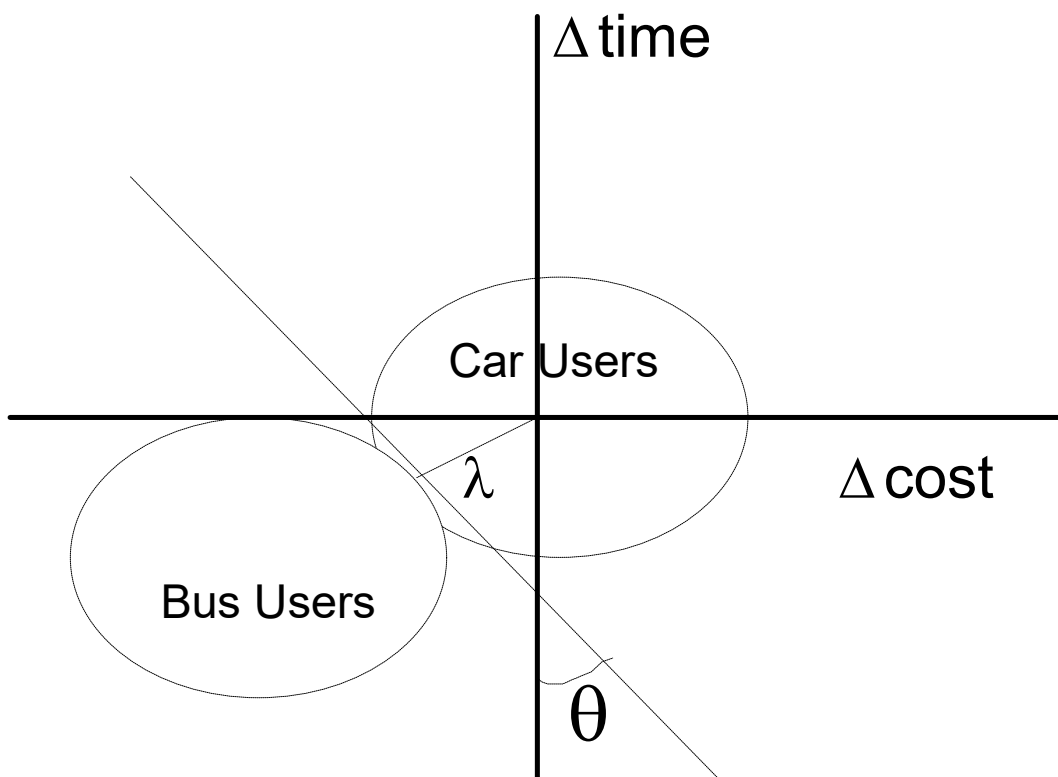 Δ time
Car Users
λ
Δ cost
Bus Users
θ